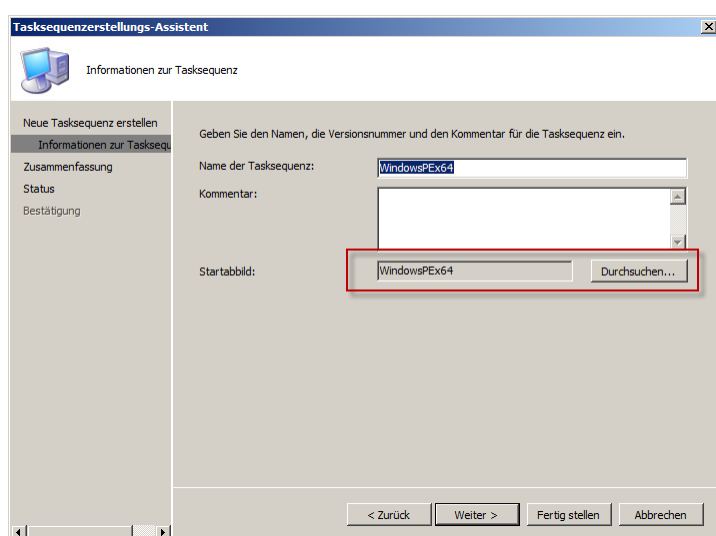 Tasksequenzerstellungs-Assistent
Informationen zur Tasksequenz
Neue Tasksequenz erstellen
Informationen zur Tasksequ
Zusammenfassung
Status
Bestätigung
Geben Sie den Namen, die Versionsnummer und den Kommentar für die Tasksequenz ein.
Name der Tasksequenz: WindowsPEx64
Kommentar:
Startabbild: WindowsPEx64 Durchsuchen...
< Zurück Weiter > Fertig stellen Abbrechen